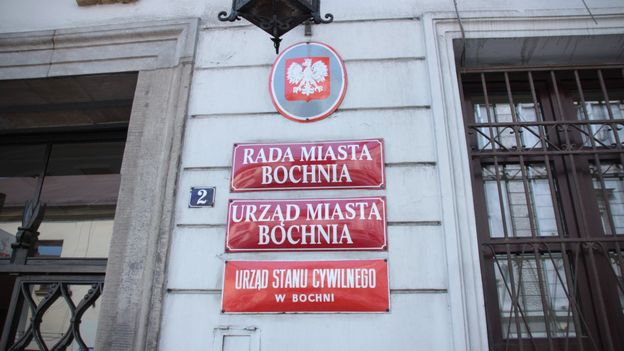 RADA MIASTA
BOCHNIA
2
URZĄD MIASTA
BOCHNIA
URZĄD STANU CYWILNEGO
W BOCHNI